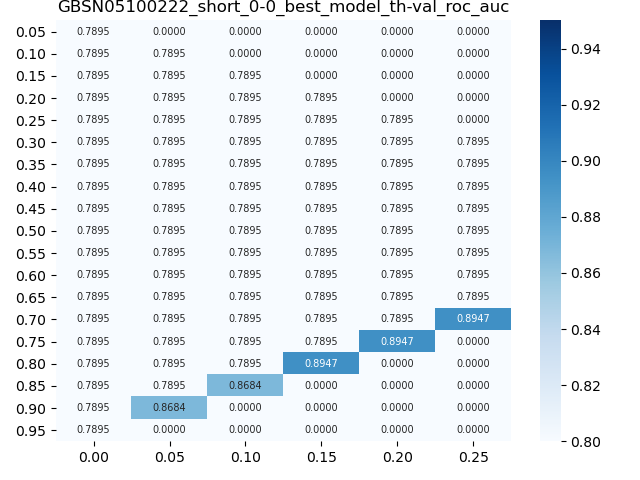 GBSN05100222_short_0-0_best_model_th-val_roc_auc
0.05 0.7895 0.0000 0.0000 0.0000 0.0000 0.0000
0.10 0.7895 0.7895 0.0000 0.0000 0.0000 0.0000 0.94
0.15 0.7895 0.7895 0.7895 0.0000 0.0000 0.0000
0.20 0.7895 0.7895 0.7895 0.7895 0.0000 0.0000 0.92
0.25 0.7895 0.7895 0.7895 0.7895 0.7895 0.0000
0.30 0.7895 0.7895 0.7895 0.7895 0.7895 0.7895 0.90
0.35 0.7895 0.7895 0.7895 0.7895 0.7895 0.7895
0.40 0.7895 0.7895 0.7895 0.7895 0.7895 0.7895
0.45 0.7895 0.7895 0.7895 0.7895 0.7895 0.7895 0.88
0.50 0.7895 0.7895 0.7895 0.7895 0.7895 0.7895
0.55 0.7895 0.7895 0.7895 0.7895 0.7895 0.7895
0.60 0.7895 0.7895 0.7895 0.7895 0.7895 0.7895 0.86
0.65 0.7895 0.7895 0.7895 0.7895 0.7895 0.7895
0.70 0.7895 0.7895 0.7895 0.7895 0.7895 0.8947 0.84
0.75 0.7895 0.7895 0.7895 0.7895 0.8947 0.0000
0.80 0.7895 0.7895 0.7895 0.8947 0.0000 0.0000
0.85 0.7895 0.7895 0.8684 0.0000 0.0000 0.0000 0.82
0.90 0.7895 0.8684 0.0000 0.0000 0.0000 0.0000
0.95 0.7895 0.0000 0.0000 0.0000 0.0000 0.0000 0.80
0.00 0.05 0.10 0.15 0.20 0.25